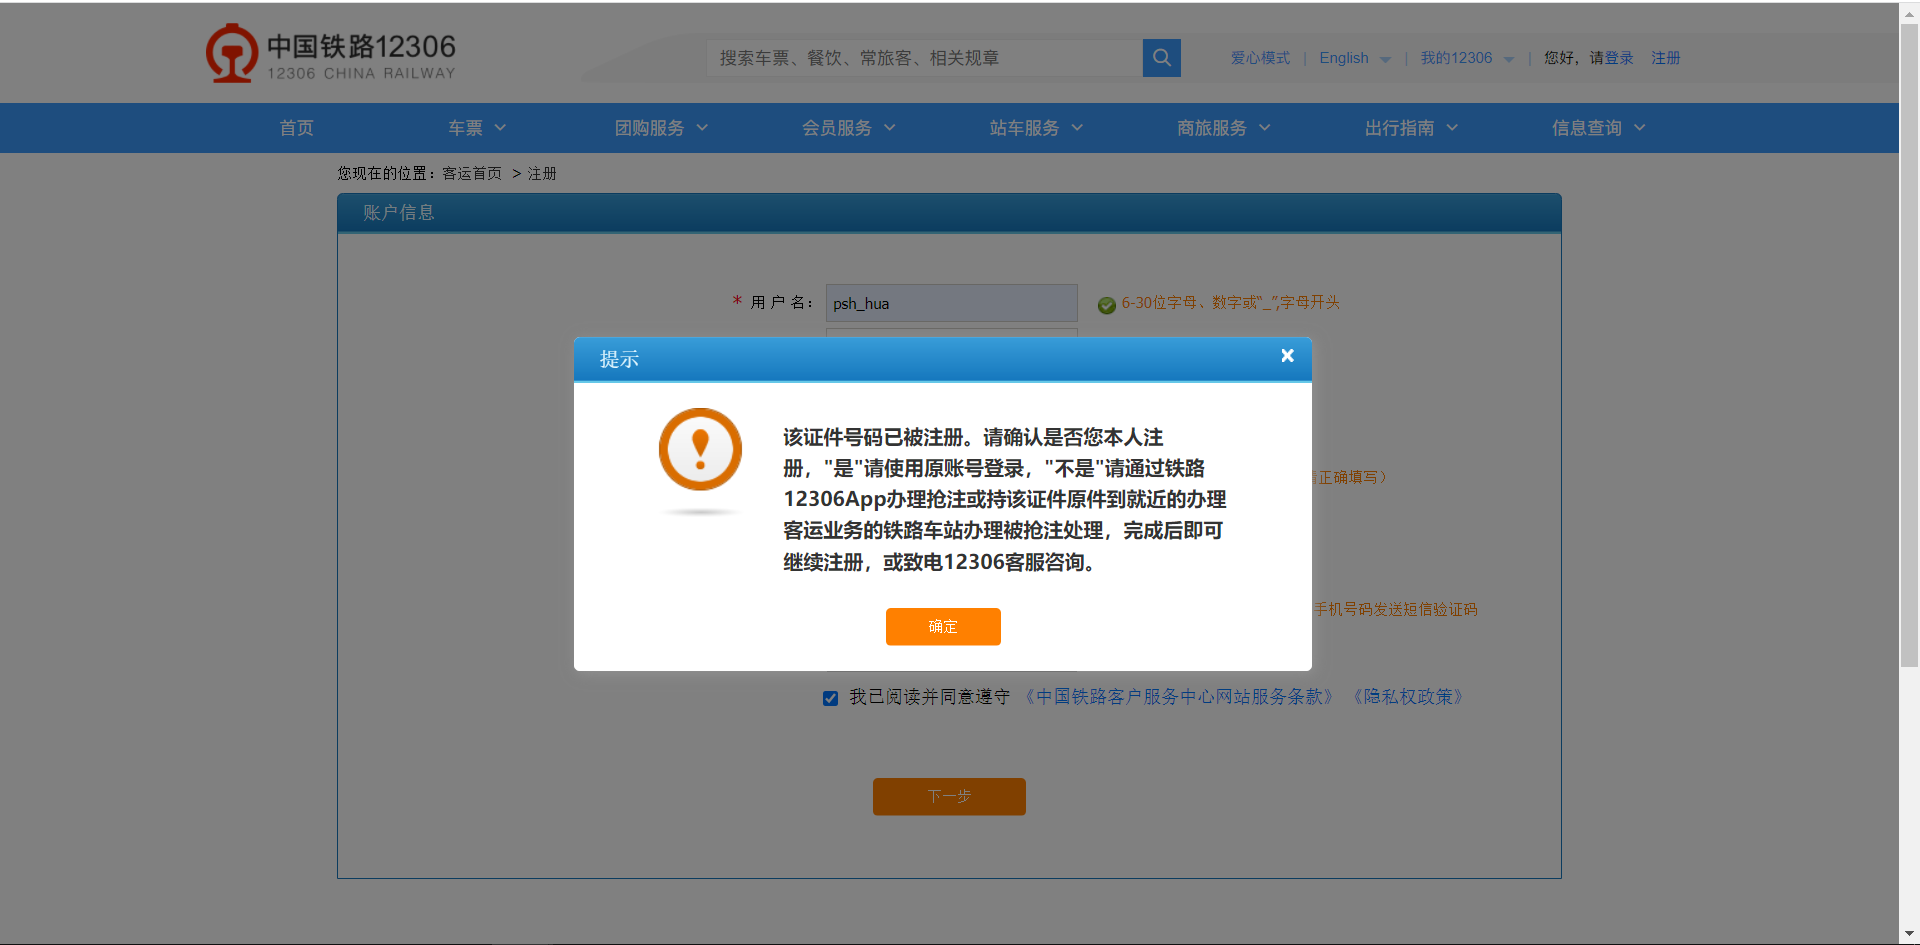 中国铁路12306
12306 CHINA RAILWAY
搜索车票、餐饮、常旅客、相关规章
爱心模式 | English | 我的12306 | 您好，请登录 注册
首页 车票 团购服务 会员服务 站车服务 商旅服务 出行指南 信息查询
您现在的位置：客运首页 > 注册
账户信息
* 用 户 名： psh_hua 6-30位字母、数字或“_”,字母开头
提示
该证件号码已被注册。请确认是否您本人注
册，"是"请使用原账号登录，"不是"请通过铁路
12306App办理抢注或持该证件原件到就近的办理
客运业务的铁路车站办理被抢注处理，完成后即可
继续注册，或致电12306客服咨询。
确定
正确填写）
手机号码发送短信验证码
我已阅读并同意遵守 《中国铁路客户服务中心网站服务条款》 《隐私权政策》
下一步